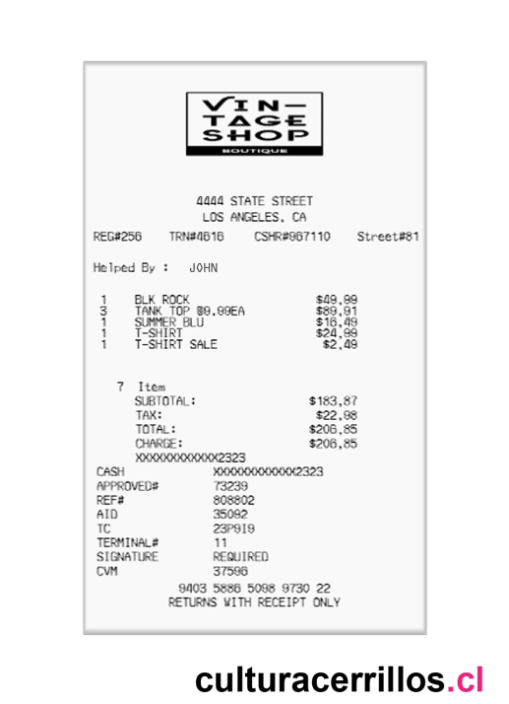 VIN-
TAGE
SHOP
BOUTIQUE
4444 STATE STREET
LOS ANGELES, CA
REG#256 TRN#4616 CSHR#967110 Street#81
Helped By : JOHN
1 BLK ROCK $49,99
3 TANK TOP @9.99EA $89,91
1 SUMMER BLU $16,49
1 T-SHIRT $24,99
1 T-SHIRT SALE $2,49
7 Item
SUBTOTAL: $183,87
TAX: $22,98
TOTAL: $206,85
CHARGE: $206,85
XXXXXXXXXXXX2323
CASH XXXXXXXXXXXX2323
APPROVED# 73239
REF# 808802
AID 35092
TC 23P919
TERMINAL# 11
SIGNATURE REQUIRED
CVM 37596
9403 5886 5098 9730 22
RETURNS WITH RECEIPT ONLY
culturacerrillos.cl